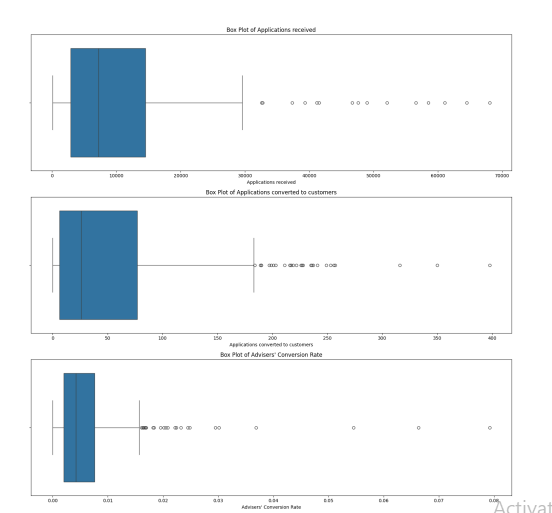 Box Plot of Applications received
0 10000 20000 30000 40000 50000 60000 70000
Applications received
Box Plot of Applications converted to customers
0 50 100 150 200 250 300 350 400
Applications converted to customers
Box Plot of Advisers' Conversion Rate
0.00 0.01 0.02 0.03 0.04 0.05 0.06 0.07 0.08
Advisers' Conversion Rate
Activat